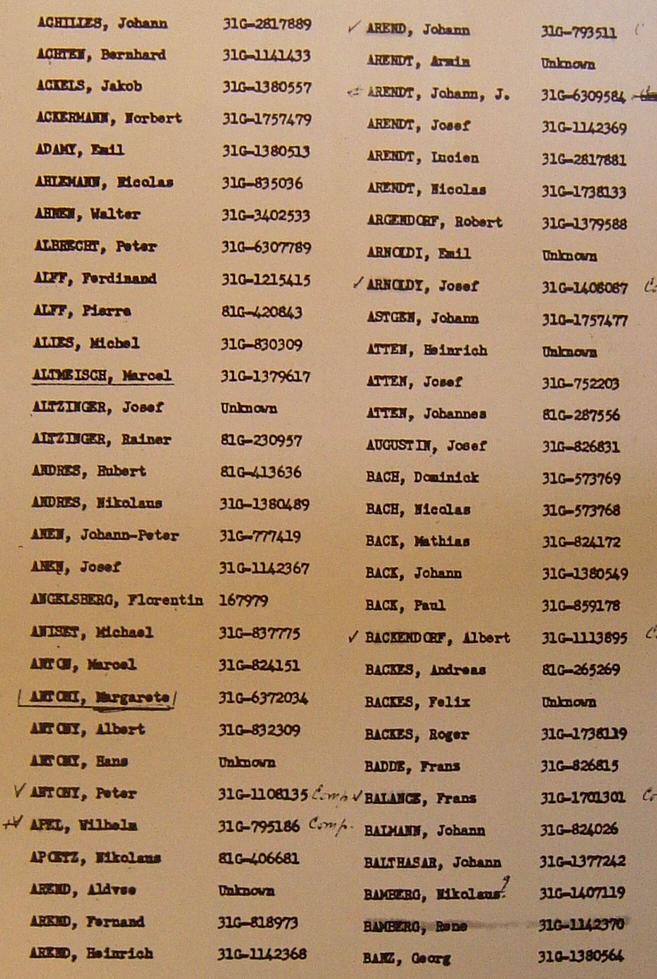 ACHILLES, Johann 31G-2817889
ACHTEN, Bernhard 31G-1141433
ACKELS, Jakob 31G-1380557
ACKERMANN, Norbert 31G-1757479
ADAMY, Emil 31G-1380513
AHLEMANN, Nicolas 31G-835036
AHNEN, Walter 31G-3402533
ALBRECHT, Peter 31G-6307789
ALFF, Ferdinand 31G-1215415
ALFF, Pierre 81G-420843
ALIES, Michel 31G-830309
ALTMEISCH, Marcel 31G-1379617
ALTZINGER, Josef Unknown
ALTZINGER, Rainer 81G-230957
ANDRES, Hubert 81G-413636
ANDRES, Nikolaus 31G-1380489
ANEN, Johann-Peter 31G-777419
ANEN, Josef 31G-1142367
ANGELSBERG, Florentin 167979
ANISET, Michael 31G-837775
ANTON, Marcel 31G-824151
ANTONI, Margarete 31G-6372034
ANTONY, Albert 31G-832309
ANTONY, Hans Unknown
✓ ANTONY, Peter 31G-1108135 Comp
APEL, Wilhelm 31G-795186 Comp.
APOETZ, Nikolaus 81G-406681
AREND, Aldvse Unknown
AREND, Fernand 31G-818973
AREND, Heinrich 31G-1142368
✓ AREND, Johann 31G-793511
ARENDT, Armin Unknown
ARENDT, Johann, J. 31G-6309584
ARENDT, Josef 31G-1142369
ARENDT, Lucien 31G-2817881
ARENDT, Nicolas 31G-1738133
ARGENDORF, Robert 31G-1379588
ARNOLDI, Emil Unknown
✓ ARNOLDY, Josef 31G-1408087
ASTGEN, Johann 31G-1757477
ATTEN, Heinrich Unknown
ATTEN, Josef 31G-752203
ATTEN, Johannes 81G-287556
AUGUSTIN, Josef 31G-826831
BACH, Dominick 31G-573769
BACH, Nicolas 31G-573768
BACK, Mathias 31G-824172
BACK, Johann 31G-1380549
BACK, Paul 31G-859178
✓ BACKENDORF, Albert 31G-1113895
BACKES, Andreas 81G-265269
BACKES, Felix Unknown
BACKES, Roger 31G-1738119
BADDE, Frans 31G-826815
✓ BALANCE, Frans 31G-1701301
BALMANN, Johann 31G-824026
BALTHASAR, Johann 31G-1377242
BAMBERG, Nikolaus? 31G-1407119
BAMBERG, Rene 31G-1142370
BANZ, Georg 31G-1380564